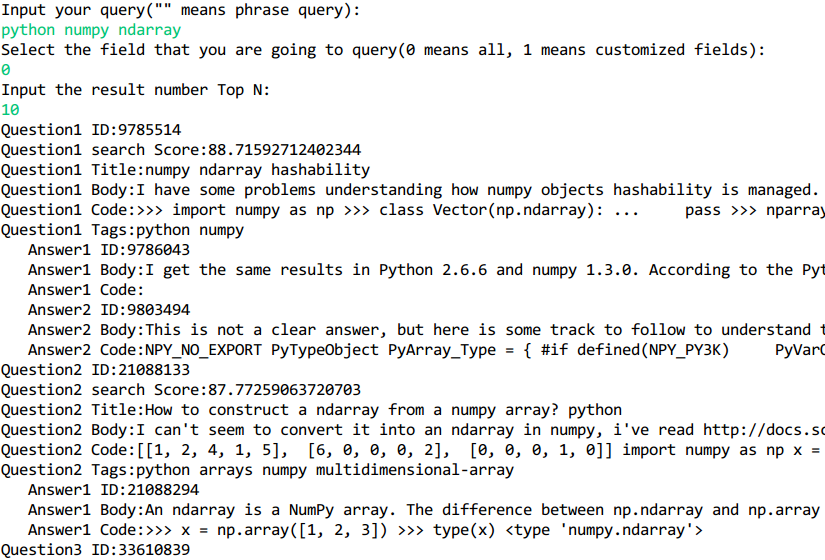 Input your query("" means phrase query):
python numpy ndarray
Select the field that you are going to query(0 means all, 1 means customized fields):
0
Input the result number Top N:
10
Question1 ID:9785514
Question1 search Score:88.71592712402344
Question1 Title:numpy ndarray hashability
Question1 Body:I have some problems understanding how numpy objects hashability is managed.
Question1 Code:>>> import numpy as np >>> class Vector(np.ndarray): ...     pass >>> nparray
Question1 Tags:python numpy
   Answer1 ID:9786043
   Answer1 Body:I get the same results in Python 2.6.6 and numpy 1.3.0. According to the Pyt
   Answer1 Code:
   Answer2 ID:9803494
   Answer2 Body:This is not a clear answer, but here is some track to follow to understand t
   Answer2 Code:NPY_NO_EXPORT PyTypeObject PyArray_Type = { #if defined(NPY_PY3K)     PyVarO
Question2 ID:21088133
Question2 search Score:87.77259063720703
Question2 Title:How to construct a ndarray from a numpy array? python
Question2 Body:I can't seem to convert it into an ndarray in numpy, i've read http://docs.sc
Question2 Code:[[1, 2, 4, 1, 5],  [6, 0, 0, 0, 2],  [0, 0, 0, 1, 0]] import numpy as np x =
Question2 Tags:python arrays numpy multidimensional-array
   Answer1 ID:21088294
   Answer1 Body:An ndarray is a NumPy array. The difference between np.ndarray and np.array
   Answer1 Code:>>> x = np.array([1, 2, 3]) >>> type(x) <type 'numpy.ndarray'>
Question3 ID:33610839